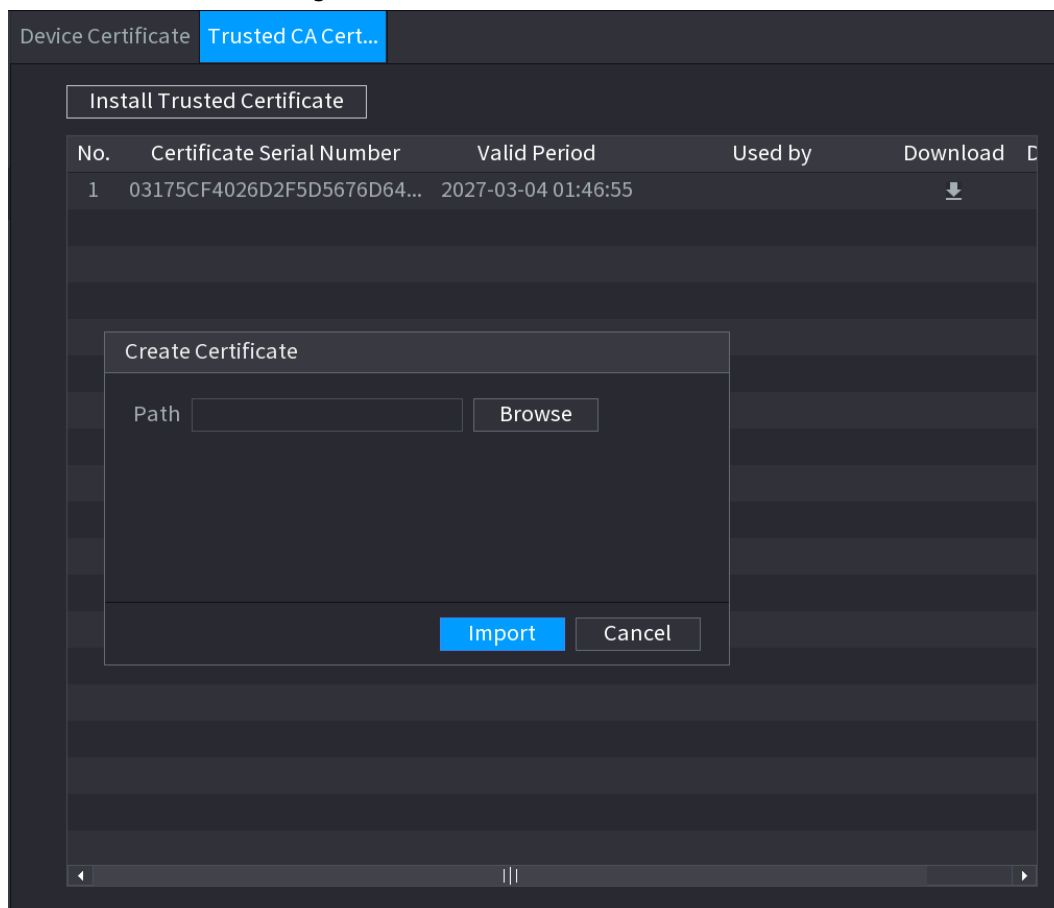 Device Certificate Trusted CA Cert...
Install Trusted Certificate
No. Certificate Serial Number Valid Period Used by Download D
1 03175CF4026D2F5D5676D64... 2027-03-04 01:46:55
Create Certificate
Path Browse
Import Cancel